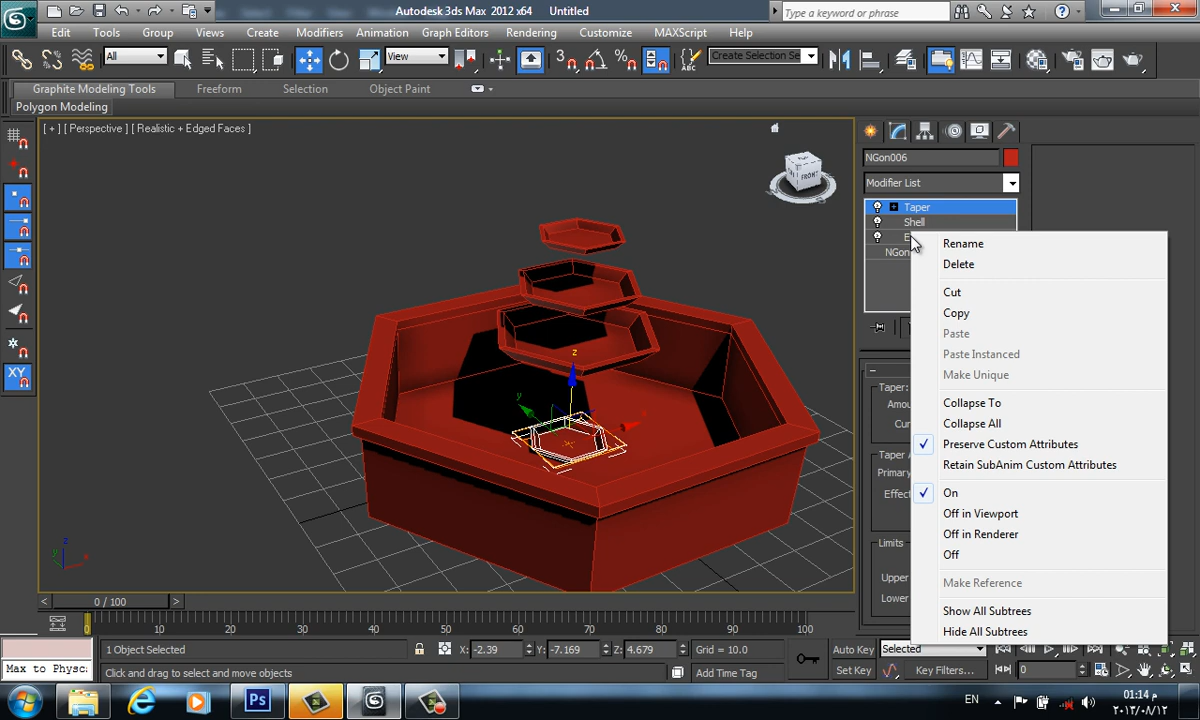 Autodesk 3ds Max 2012 x64 Untitled
Type a keyword or phrase
Edit Tools Group Views Create Modifiers Animation Graph Editors Rendering Customize MAXScript Help
All
View
3
Create Selection Se
Graphite Modeling Tools Freeform Selection Object Paint
Polygon Modeling
[ + ] [ Perspective ] [ Realistic + Edged Faces ]
FRONT
NGon006
Modifier List
Taper
Shell
E
NGon
Rename
Delete
Cut
Copy
Paste
Paste Instanced
Make Unique
Collapse To
Collapse All
Preserve Custom Attributes
Retain SubAnim Custom Attributes
On
Off in Viewport
Off in Renderer
Off
Make Reference
Show All Subtrees
Hide All Subtrees
Taper:
Amou
Cur
Taper A
Primary
Effec
Limits
Upper
Lower
XY
z
y
x
0 / 100
0 10 20 30 40 50 60 70 80 90 100
1 Object Selected X: -2.39 Y: -7.169 Z: 4.679 Grid = 10.0 Auto Key Selected
Max to Physc Click and drag to select and move objects Add Time Tag Set Key Key Filters... 0
Ps
EN
01:14 م
٢٠١٣/٠٨/١٢